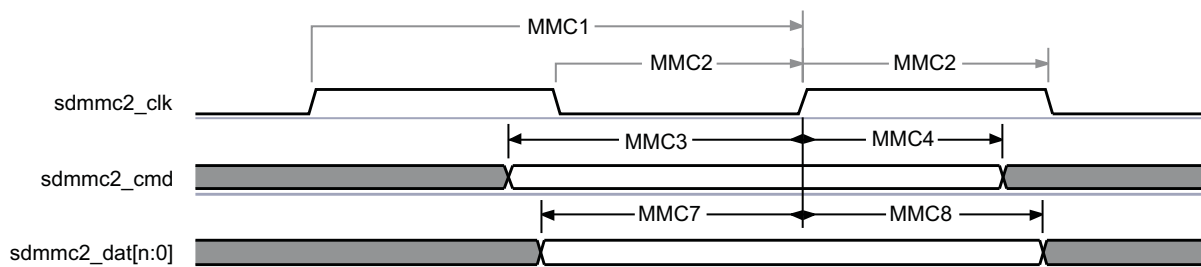 MMC1
MMC2 MMC2
sdmmc2_clk
MMC3 MMC4
sdmmc2_cmd
MMC7 MMC8
sdmmc2_dat[n:0]